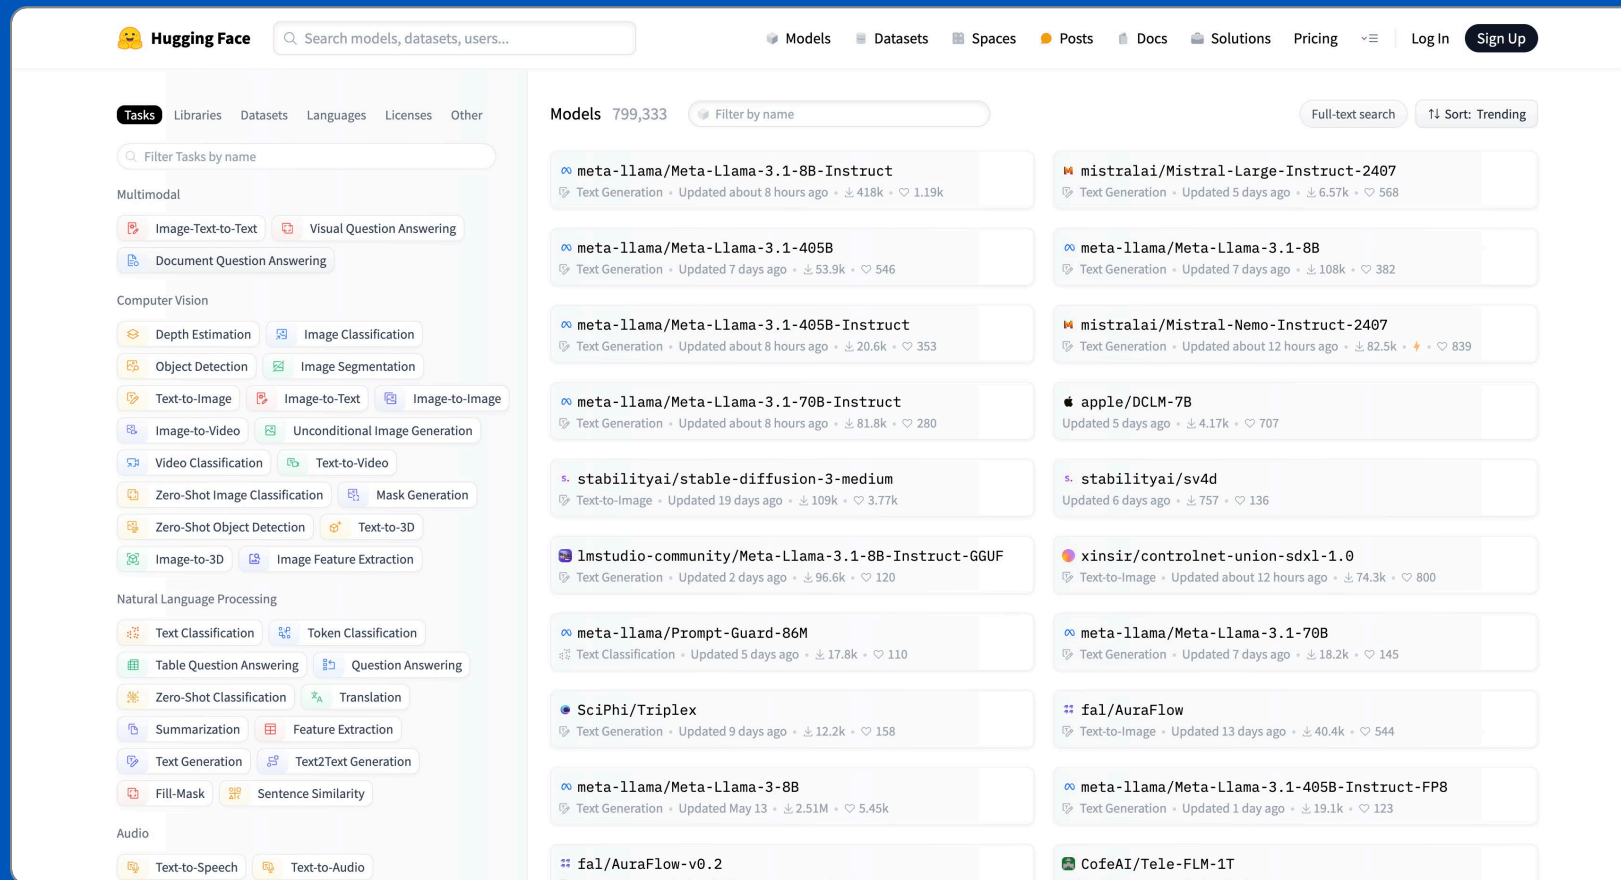 Hugging Face Search models, datasets, users... Models Datasets Spaces Posts Docs Solutions Pricing Log In Sign Up
Tasks Libraries Datasets Languages Licenses Other
Filter Tasks by name
Multimodal
Image-Text-to-Text Visual Question Answering
Document Question Answering
Computer Vision
Depth Estimation Image Classification
Object Detection Image Segmentation
Text-to-Image Image-to-Text Image-to-Image
Image-to-Video Unconditional Image Generation
Video Classification Text-to-Video
Zero-Shot Image Classification Mask Generation
Zero-Shot Object Detection Text-to-3D
Image-to-3D Image Feature Extraction
Natural Language Processing
Text Classification Token Classification
Table Question Answering Question Answering
Zero-Shot Classification Translation
Summarization Feature Extraction
Text Generation Text2Text Generation
Fill-Mask Sentence Similarity
Audio
Text-to-Speech Text-to-Audio
Models 799,333 Filter by name Full-text search Sort: Trending
meta-llama/Meta-Llama-3.1-8B-Instruct
Text Generation • Updated about 8 hours ago • 418k • 1.19k
mistralai/Mistral-Large-Instruct-2407
Text Generation • Updated 5 days ago • 6.57k • 568
meta-llama/Meta-Llama-3.1-405B
Text Generation • Updated 7 days ago • 53.9k • 546
meta-llama/Meta-Llama-3.1-8B
Text Generation • Updated 7 days ago • 108k • 382
meta-llama/Meta-Llama-3.1-405B-Instruct
Text Generation • Updated about 8 hours ago • 20.6k • 353
mistralai/Mistral-Nemo-Instruct-2407
Text Generation • Updated about 12 hours ago • 82.5k • 839
meta-llama/Meta-Llama-3.1-70B-Instruct
Text Generation • Updated about 8 hours ago • 81.8k • 280
apple/DCLM-7B
Updated 5 days ago • 4.17k • 707
stabilityai/stable-diffusion-3-medium
Text-to-Image • Updated 19 days ago • 109k • 3.77k
stabilityai/sv4d
Updated 6 days ago • 757 • 136
lmstudio-community/Meta-Llama-3.1-8B-Instruct-GGUF
Text Generation • Updated 2 days ago • 96.6k • 120
xinsir/controlnet-union-sdxl-1.0
Text-to-Image • Updated about 12 hours ago • 74.3k • 800
meta-llama/Prompt-Guard-86M
Text Classification • Updated 5 days ago • 17.8k • 110
meta-llama/Meta-Llama-3.1-70B
Text Generation • Updated 7 days ago • 18.2k • 145
SciPhi/Triplex
Text Generation • Updated 9 days ago • 12.2k • 158
fal/AuraFlow
Text-to-Image • Updated 13 days ago • 40.4k • 544
meta-llama/Meta-Llama-3-8B
Text Generation • Updated May 13 • 2.51M • 5.45k
meta-llama/Meta-Llama-3.1-405B-Instruct-FP8
Text Generation • Updated 1 day ago • 19.1k • 123
fal/AuraFlow-v0.2
CofeAI/Tele-FLM-1T